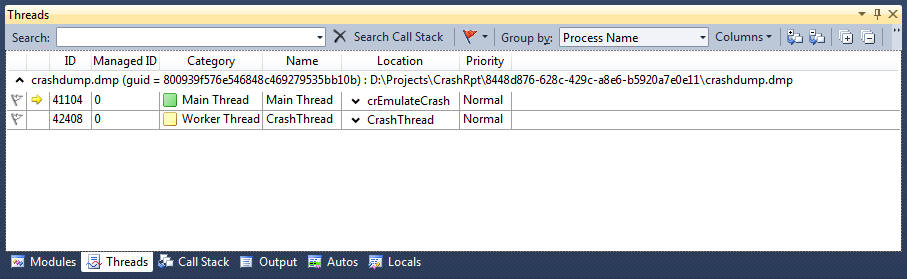 Threads
Search: Search Call Stack Group by: Process Name Columns
ID Managed ID Category Name Location Priority
crashdump.dmp (guid = 800939f576e546848c469279535bb10b) : D:\Projects\CrashRpt\8448d876-628c-429c-a8e6-b5920a7e0e11\crashdump.dmp
41104 0 Main Thread Main Thread crEmulateCrash Normal
42408 0 Worker Thread CrashThread CrashThread Normal
Modules Threads Call Stack Output Autos Locals